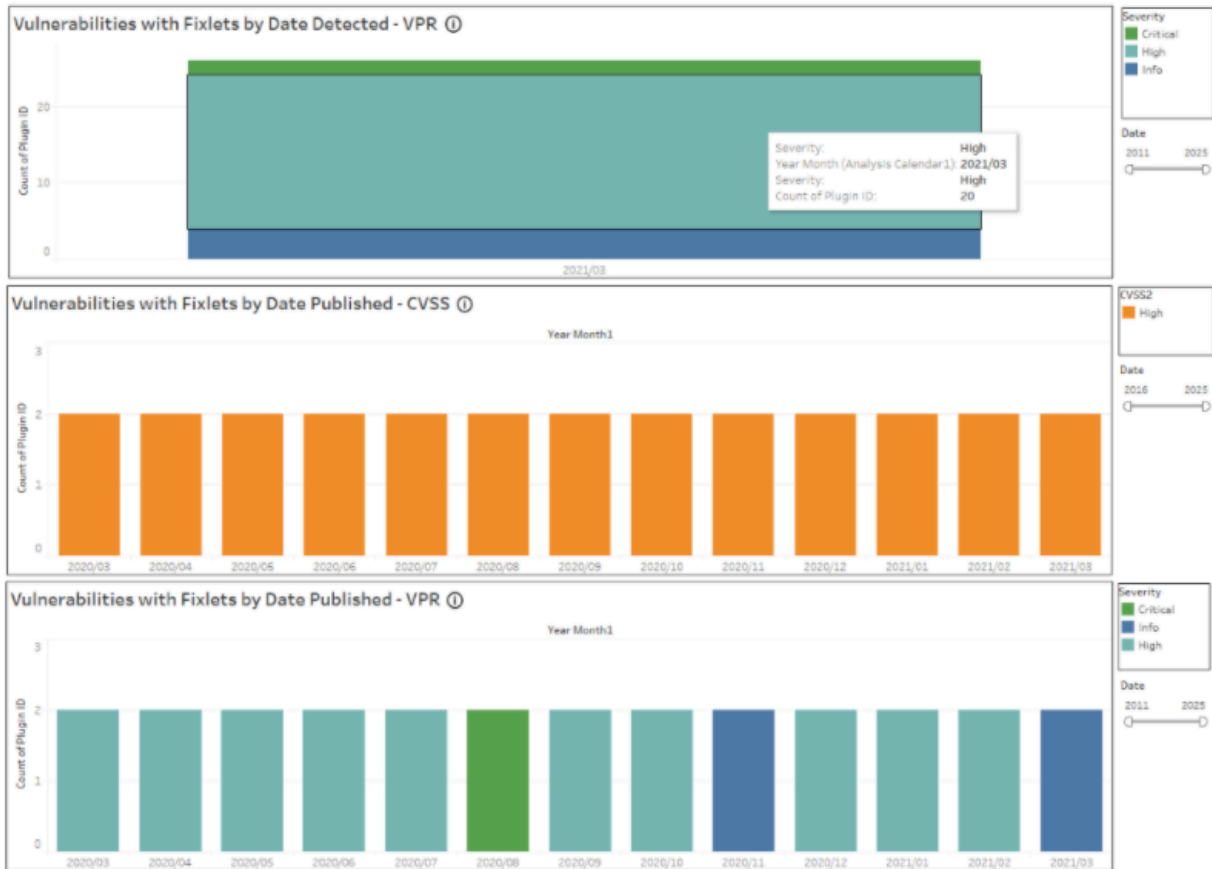 Vulnerabilities with Fixlets by Date Detected - VPR
Severity
Critical
High
Info
Date
2011 2025
Count of Plugin ID
20
10
0
Severity: High
Year Month (Analysis Calendar1): 2021/03
Severity: High
Count of Plugin ID: 20
2021/03
Vulnerabilities with Fixlets by Date Published - CVSS
CVSS2
High
Date
2016 2025
Year Month1
Count of Plugin ID
3
2
1
0
2020/03 2020/04 2020/05 2020/06 2020/07 2020/08 2020/09 2020/10 2020/11 2020/12 2021/01 2021/02 2021/03
Vulnerabilities with Fixlets by Date Published - VPR
Severity
Critical
Info
High
Date
2011 2025
Year Month1
Count of Plugin ID
3
2
1
0
2020/03 2020/04 2020/05 2020/06 2020/07 2020/08 2020/09 2020/10 2020/11 2020/12 2021/01 2021/02 2021/03